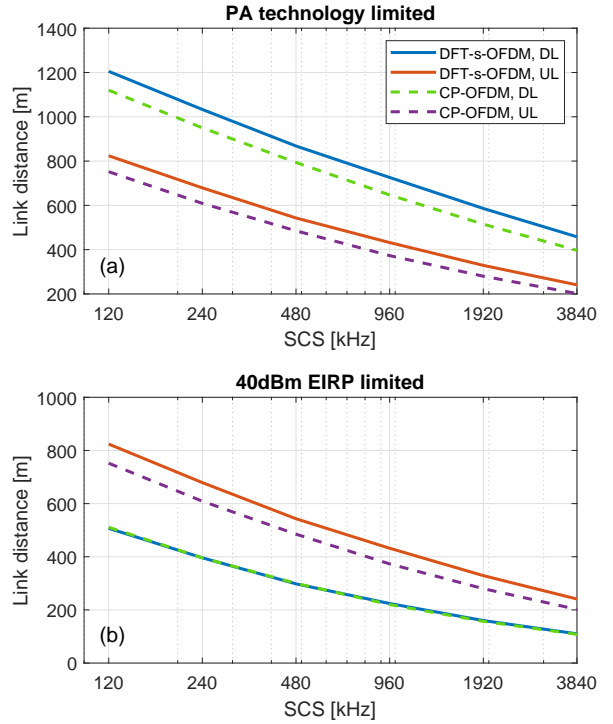 PA technology limited
1400
1200
1000
800
600
400
200
Link distance [m]
DFT-s-OFDM, DL
DFT-s-OFDM, UL
CP-OFDM, DL
CP-OFDM, UL
(a)
120 240 480 960 1920 3840
SCS [kHz]
40dBm EIRP limited
1000
800
600
400
200
0
Link distance [m]
(b)
120 240 480 960 1920 3840
SCS [kHz]